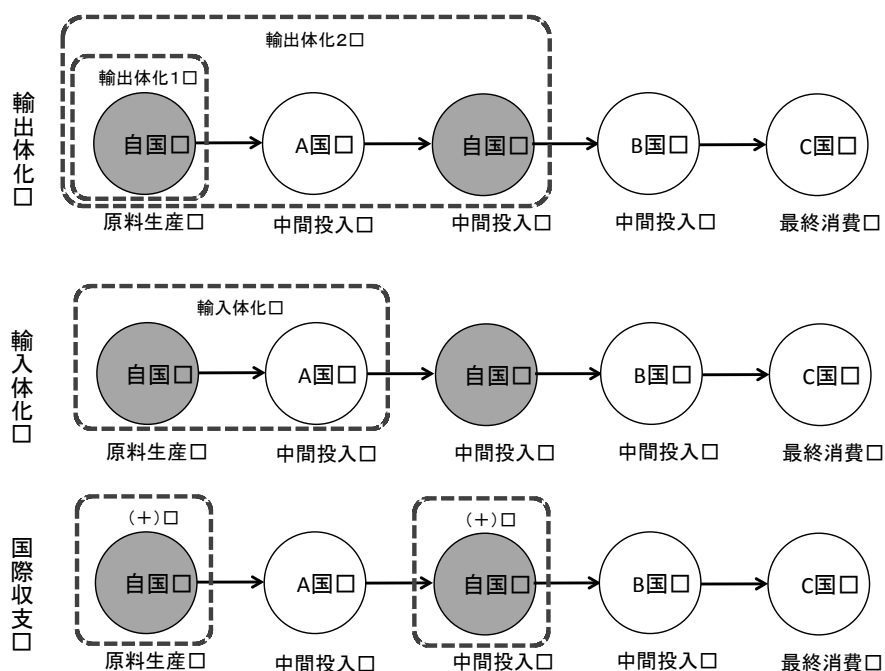 輸出体化2□
輸出体化1□
輸出体化□
自国□
A国□
自国□
B国□
C国□
原料生産□
中間投入□
中間投入□
中間投入□
最終消費□
輸入体化□
輸入体化□
自国□
A国□
自国□
B国□
C国□
原料生産□
中間投入□
中間投入□
中間投入□
最終消費□
国際収支□
(+)□
(+)□
自国□
A国□
自国□
B国□
C国□
原料生産□
中間投入□
中間投入□
中間投入□
最終消費□